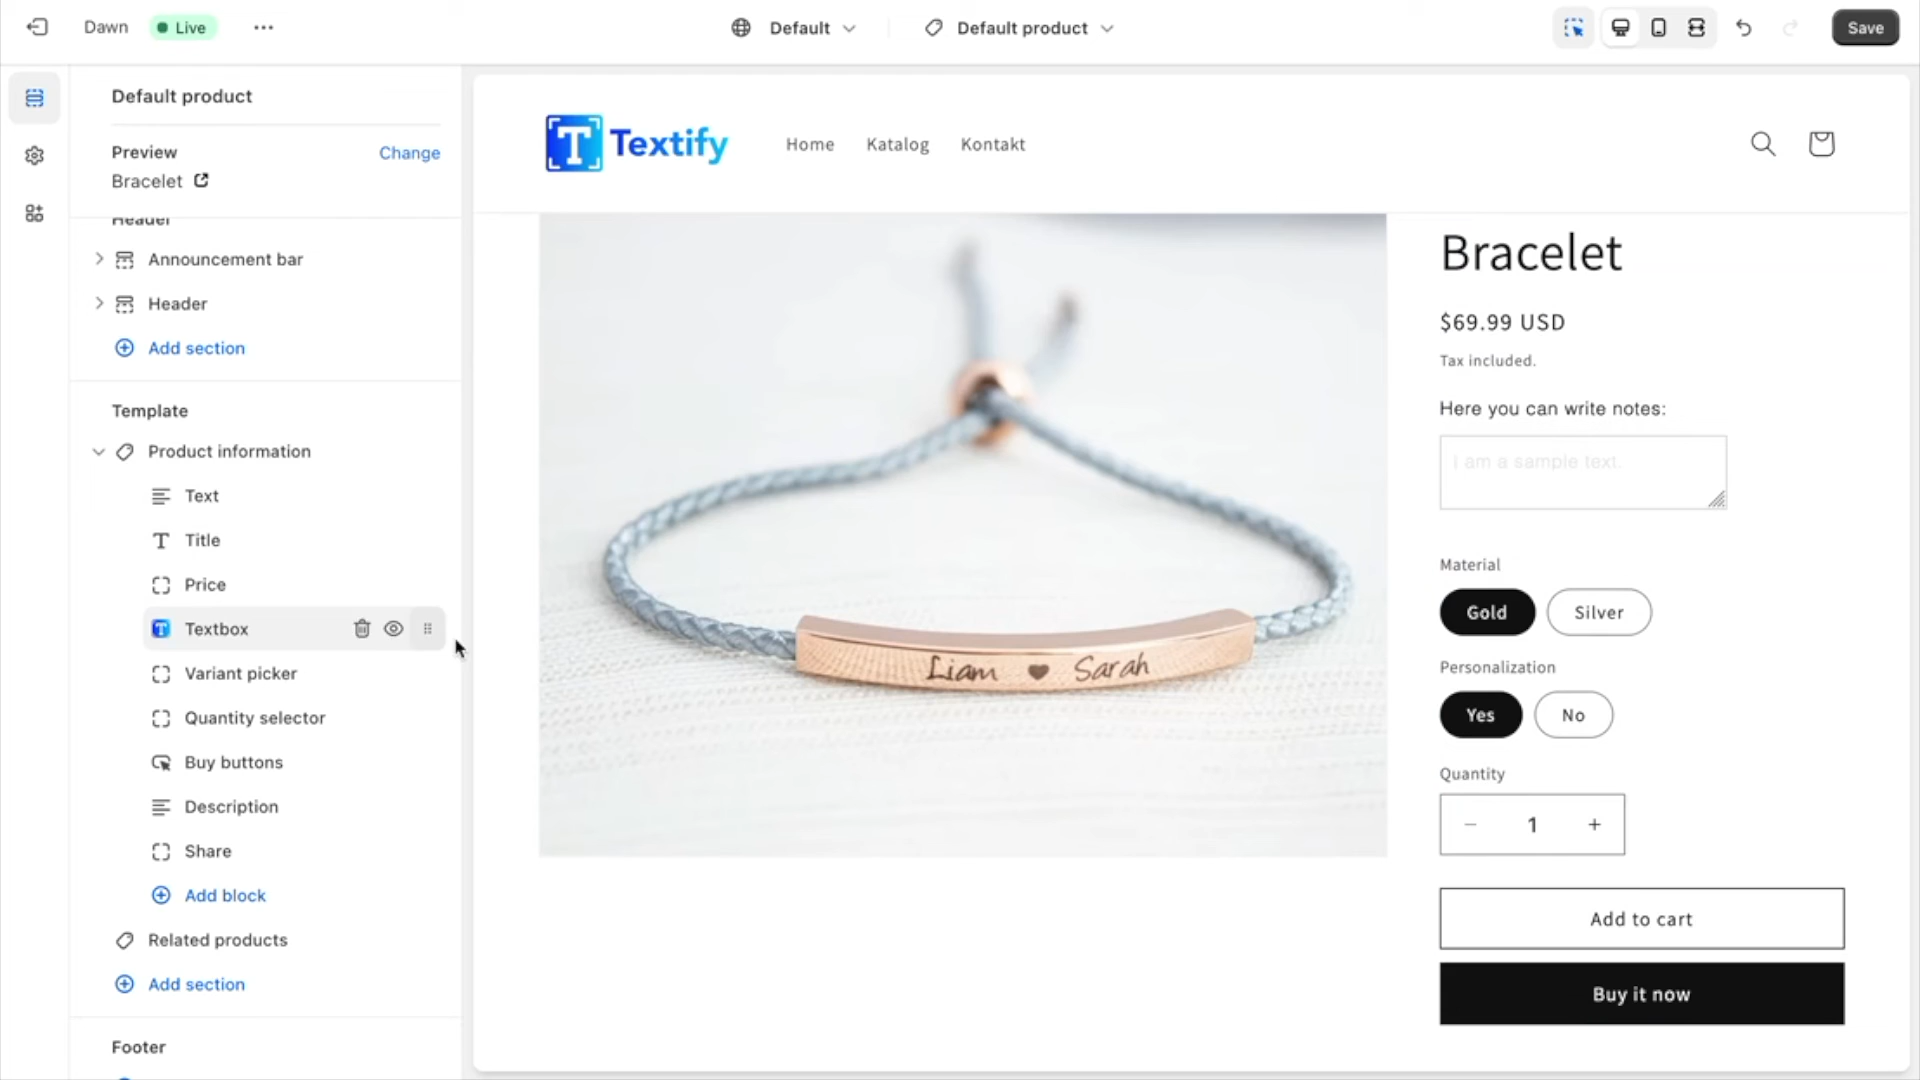 Dawn
Live
Default
Default product
Save
Default product
Preview
Change
Bracelet
Header
Announcement bar
Header
Add section
Template
Product information
Text
Title
Price
Textbox
Variant picker
Quantity selector
Buy buttons
Description
Share
Add block
Related products
Add section
Footer
T Textify
Home
Katalog
Kontakt
Liam ♥ Sarah
Bracelet
$69.99 USD
Tax included.
Here you can write notes:
I am a sample text.
Material
Gold
Silver
Personalization
Yes
No
Quantity
− 1 +
Add to cart
Buy it now